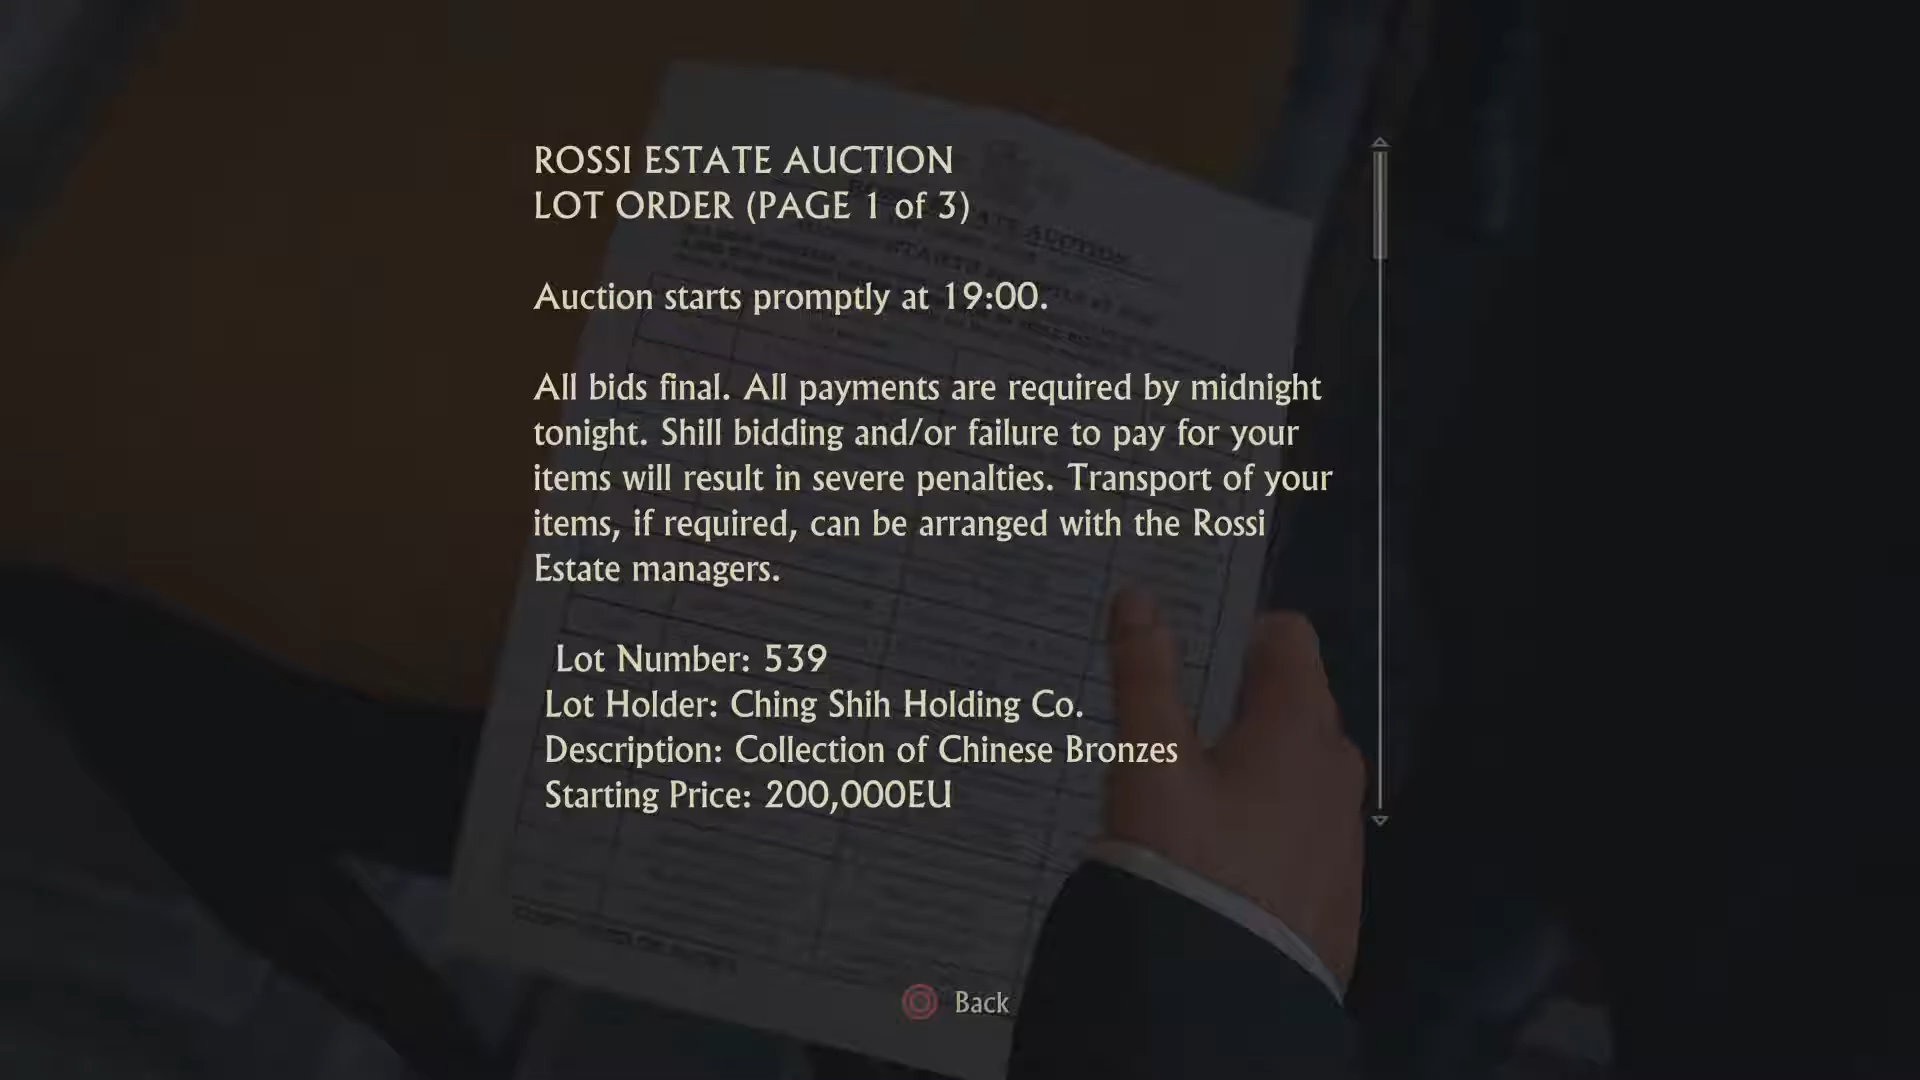 ROSSI ESTATE AUCTION
LOT ORDER (PAGE 1 of 3)
Auction starts promptly at 19:00.
All bids final. All payments are required by midnight
tonight. Shill bidding and/or failure to pay for your
items will result in severe penalties. Transport of your
items, if required, can be arranged with the Rossi
Estate managers.
Lot Number: 539
Lot Holder: Ching Shih Holding Co.
Description: Collection of Chinese Bronzes
Starting Price: 200,000EU
Back